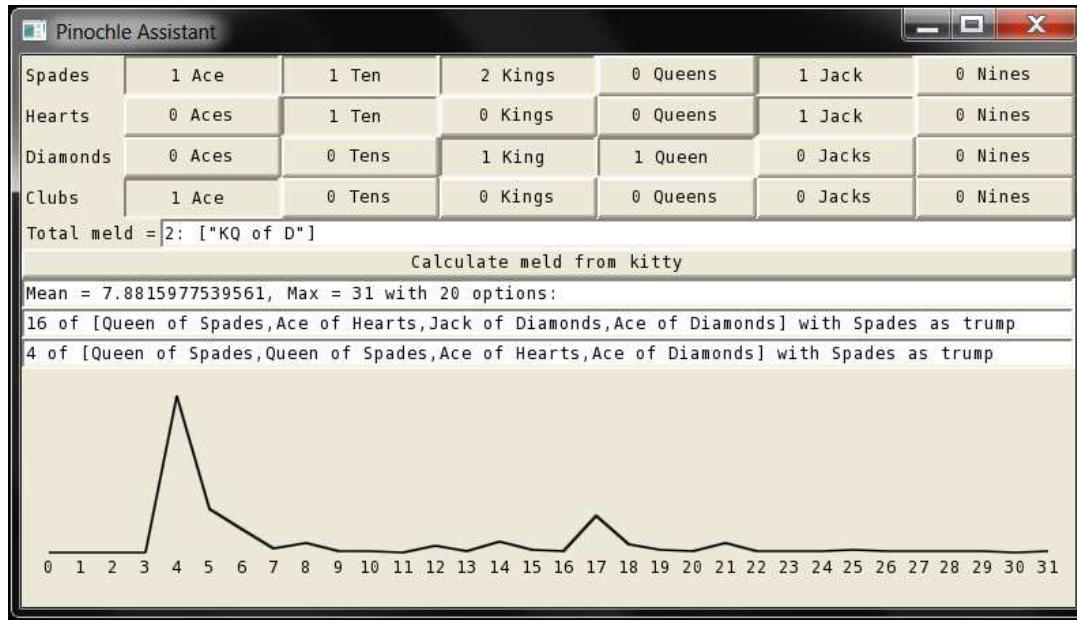 Pinochle Assistant
Spades 1 Ace 1 Ten 2 Kings 0 Queens 1 Jack 0 Nines
Hearts 0 Aces 1 Ten 0 Kings 0 Queens 1 Jack 0 Nines
Diamonds 0 Aces 0 Tens 1 King 1 Queen 0 Jacks 0 Nines
Clubs 1 Ace 0 Tens 0 Kings 0 Queens 0 Jacks 0 Nines
Total meld = 2: ["KQ of D"]
Calculate meld from kitty
Mean = 7.8815977539561, Max = 31 with 20 options:
16 of [Queen of Spades,Ace of Hearts,Jack of Diamonds,Ace of Diamonds] with Spades as trump
4 of [Queen of Spades,Queen of Spades,Ace of Hearts,Ace of Diamonds] with Spades as trump
0 1 2 3 4 5 6 7 8 9 10 11 12 13 14 15 16 17 18 19 20 21 22 23 24 25 26 27 28 29 30 31